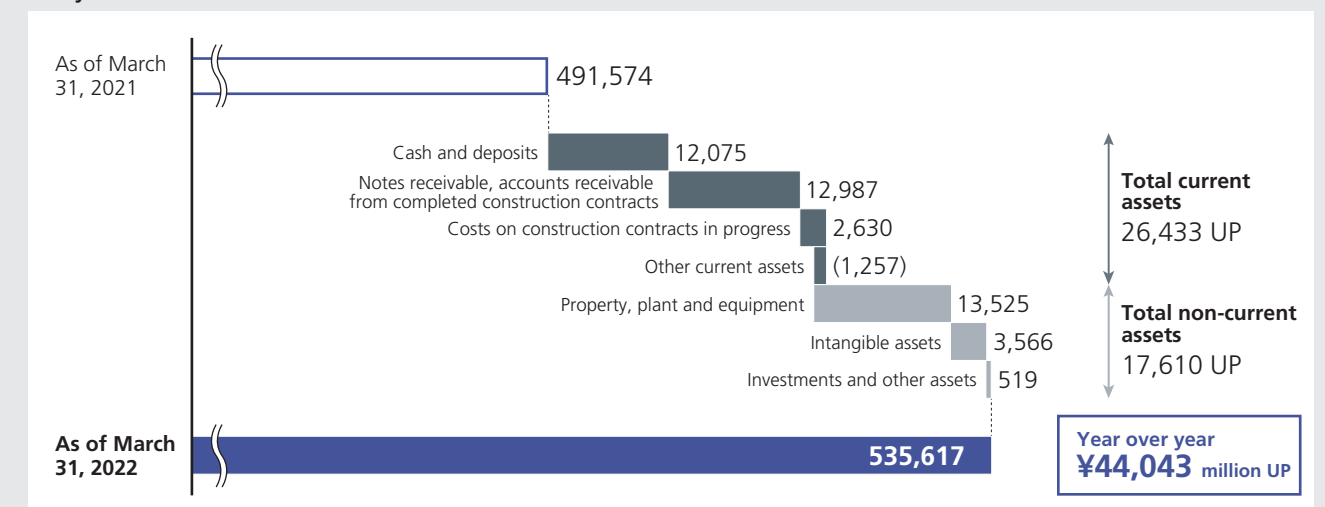 As of March
31, 2021
491,574
Cash and deposits
12,075
Notes receivable, accounts receivable
from completed construction contracts
12,987
Costs on construction contracts in progress
2,630
Other current assets
(1,257)
Total current
assets
26,433 UP
Property, plant and equipment
13,525
Intangible assets
3,566
Investments and other assets
519
Total non-current
assets
17,610 UP
As of March
31, 2022
535,617
Year over year
¥44,043 million UP